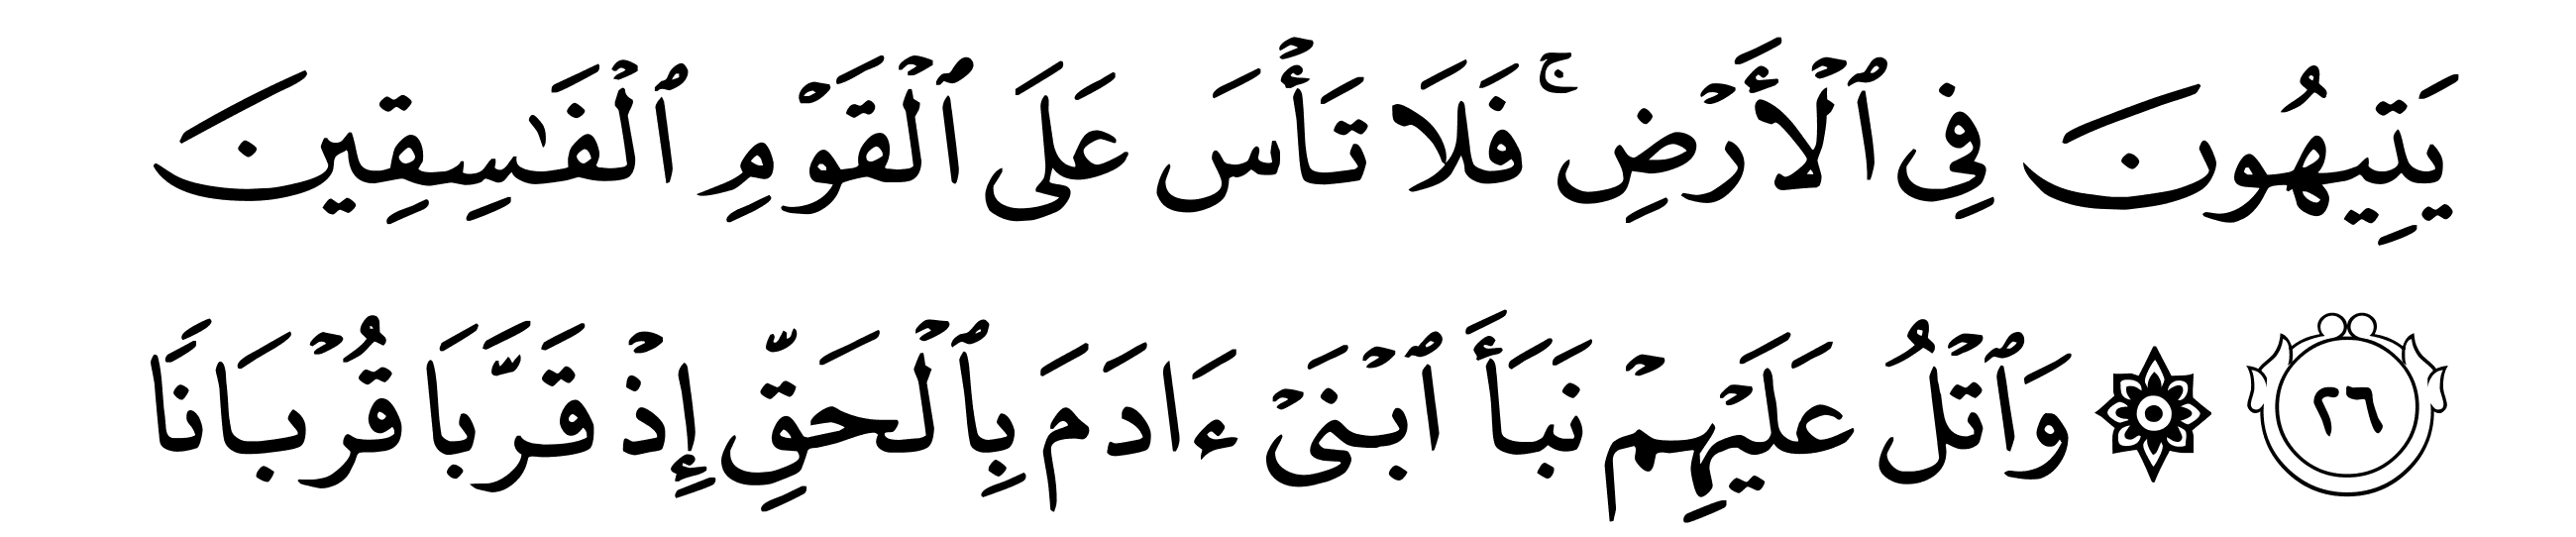 يَتِيهُونَ فِي ٱلۡأَرۡضِۚ فَلَا تَأۡسَ عَلَى ٱلۡقَوۡمِ ٱلۡفَٰسِقِينَ
٢٦ ۞ وَٱتۡلُ عَلَيۡهِمۡ نَبَأَ ٱبۡنَيۡ ءَادَمَ بِٱلۡحَقِّ إِذۡ قَرَّبَا قُرۡبَانٗا